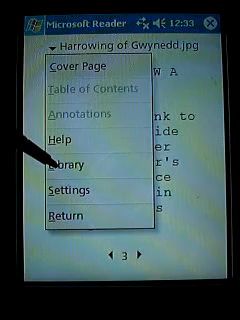 Microsoft Reader 12:33
Harrowing of Gwynedd.jpg
Cover Page
W A
Table of Contents
Annotations
nk to
ide
Help
er
Library
r's
ce
Settings
in
s
Return
3